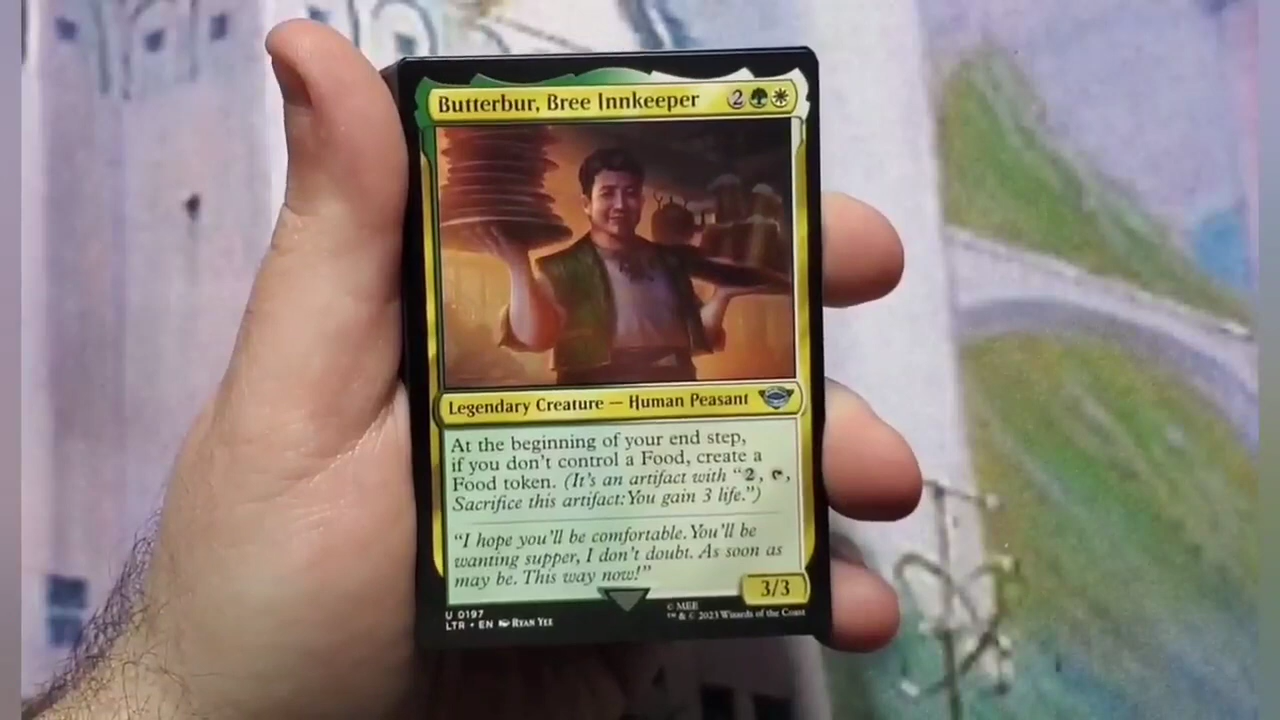 Butterbur, Bree Innkeeper 2
Legendary Creature — Human Peasant
At the beginning of your end step,
if you don't control a Food, create a
Food token. (It's an artifact with “2, ,
Sacrifice this artifact: You gain 3 life.”)
“I hope you'll be comfortable. You'll be
wanting supper, I don't doubt. As soon as
may be. This way now!”
3/3
U 0197
LTR • EN Ryan Yee
© MEE
™ & © 2023 Wizards of the Coast